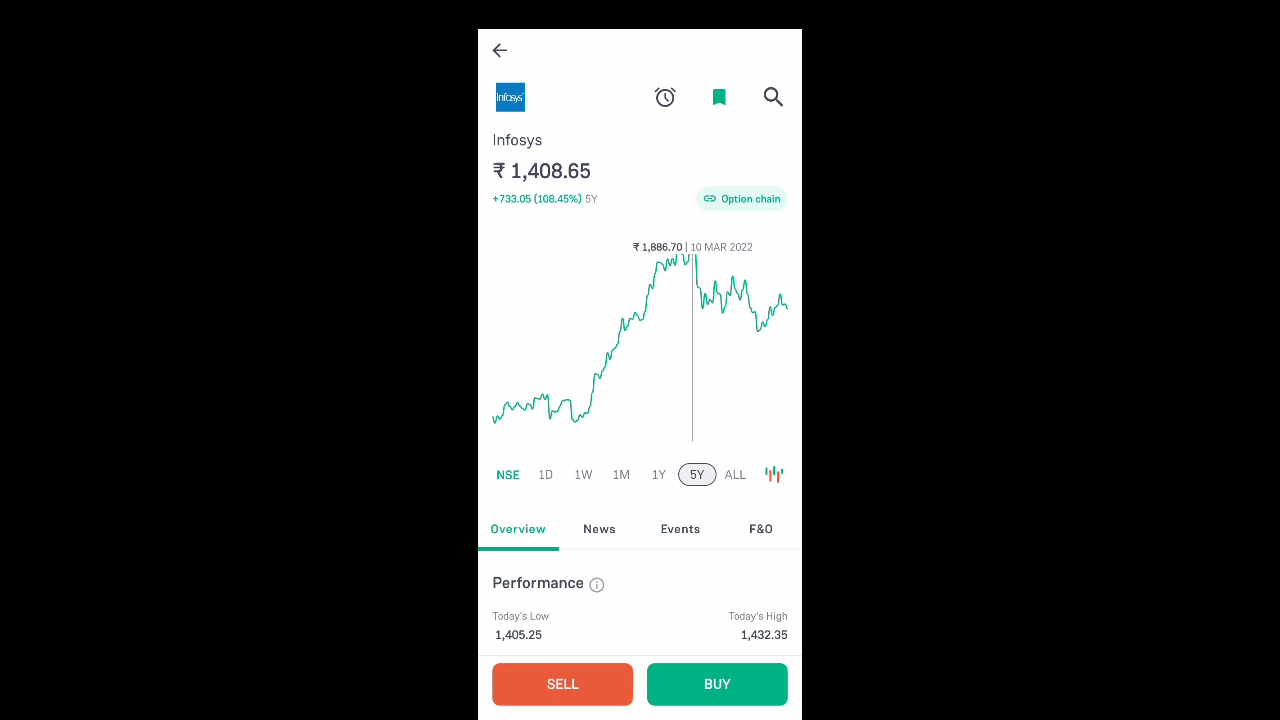 Infosys
Infosys
₹ 1,408.65
+733.05 (108.45%) 5Y
Option chain
₹ 1,886.70 | 10 MAR 2022
NSE 1D 1W 1M 1Y 5Y ALL
Overview News Events F&O
Performance
Today's Low Today's High
1,405.25 1,432.35
SELL BUY